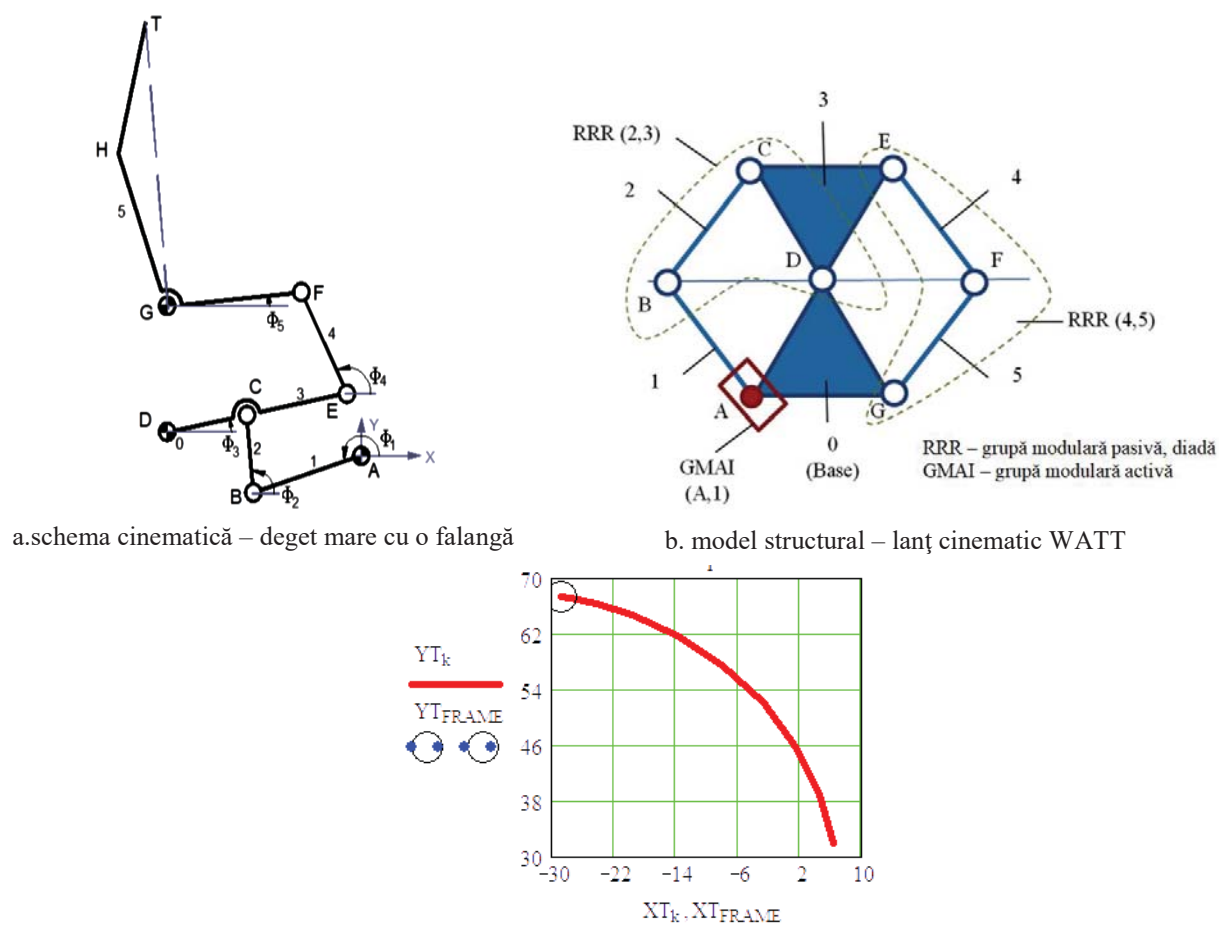 T
H
5
G
F
Φ5
4
C
3
Φ4
E
D
0
Φ3
2
Y
Φ1
1
A
X
B
Φ2
3
RRR (2,3)
C
E
2
4
D
F
B
RRR (4,5)
1
5
A
G
0
(Base)
GMAI
(A,1)
RRR – grupă modulară pasivă, diadă
GMAI – grupă modulară activă
a.schema cinematică – deget mare cu o falangă
b. model structural – lanţ cinematic WATT
70
62
54
46
38
30
YTk
YTFRAME
−30 −22 −14 −6 2 10
XTk , XTFRAME